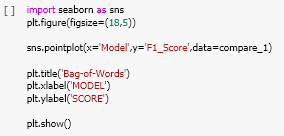 [ ] import seaborn as sns
plt.figure(figsize=(18,5))
sns.pointplot(x='Model',y='F1_Score',data=compare_1)
plt.title('Bag-of-Words')
plt.xlabel('MODEL')
plt.ylabel('SCORE')
plt.show()